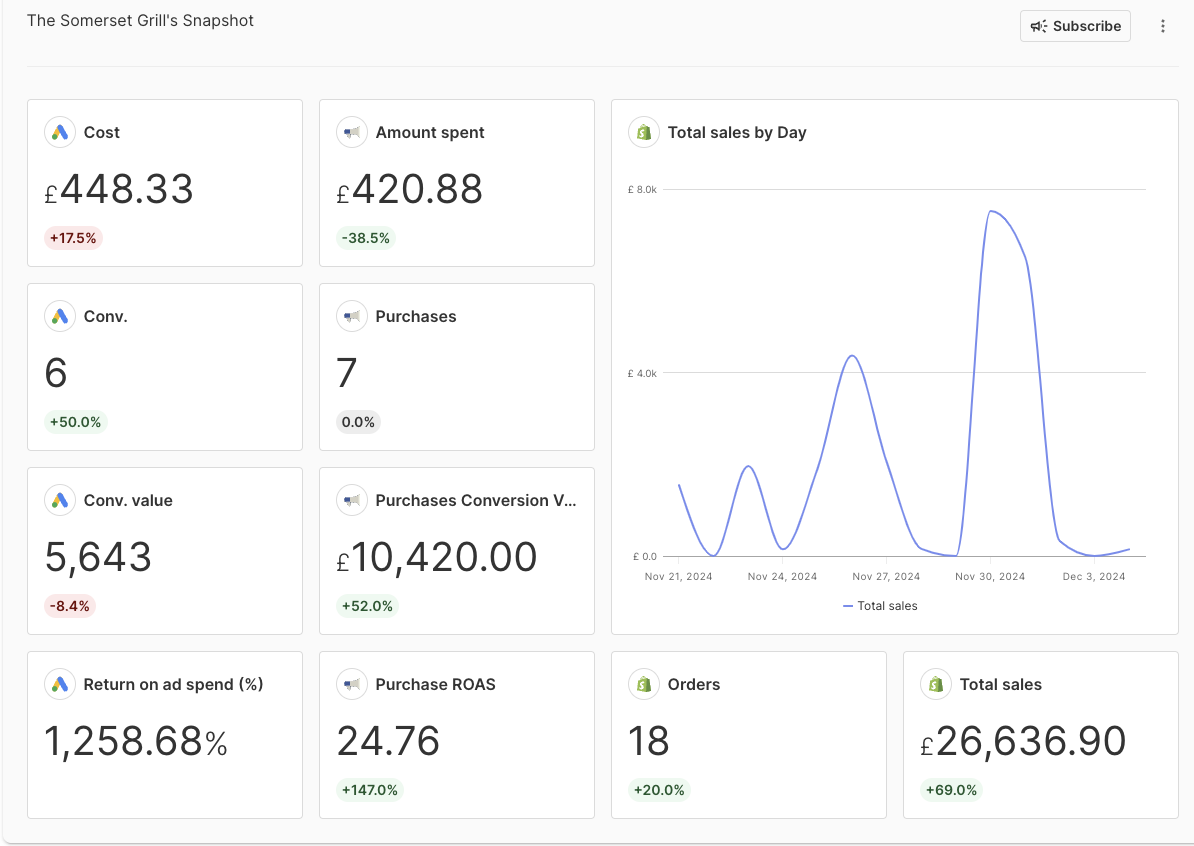 The Somerset Grill's Snapshot
Subscribe
Cost
£448.33
+17.5%
Amount spent
£420.88
-38.5%
Total sales by Day
£ 8.0k
£ 4.0k
£ 0.0
Nov 21, 2024 Nov 24, 2024 Nov 27, 2024 Nov 30, 2024 Dec 3, 2024
Total sales
Conv.
6
+50.0%
Purchases
7
0.0%
Conv. value
5,643
-8.4%
Purchases Conversion V...
£10,420.00
+52.0%
Return on ad spend (%)
1,258.68%
Purchase ROAS
24.76
+147.0%
Orders
18
+20.0%
Total sales
£26,636.90
+69.0%